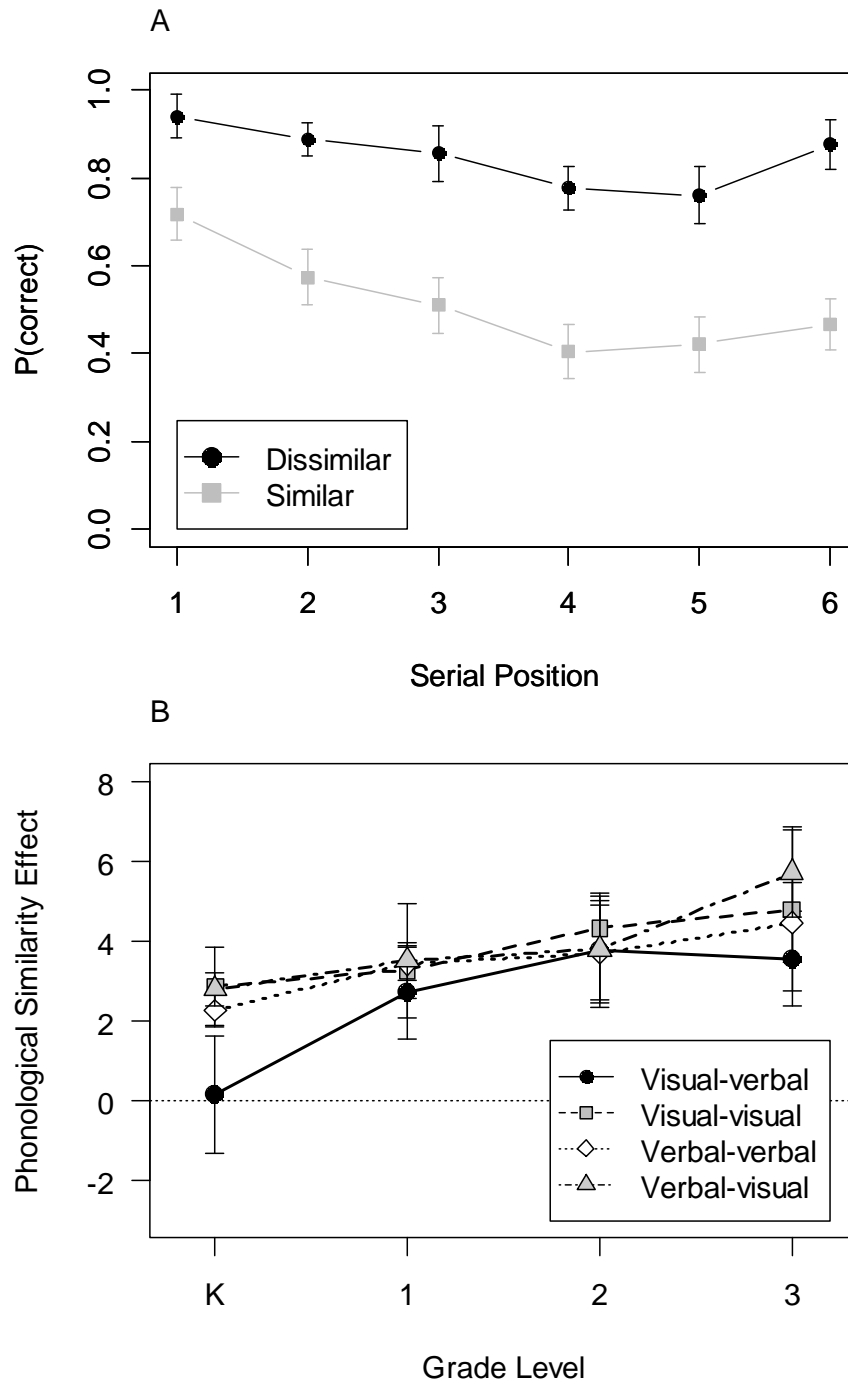 A
P(correct)
1.0
0.8
0.6
0.4
0.2
0.0
Dissimilar
Similar
1 2 3 4 5 6
Serial Position
B
Phonological Similarity Effect
8
6
4
2
0
-2
Visual-verbal
Visual-visual
Verbal-verbal
Verbal-visual
K 1 2 3
Grade Level